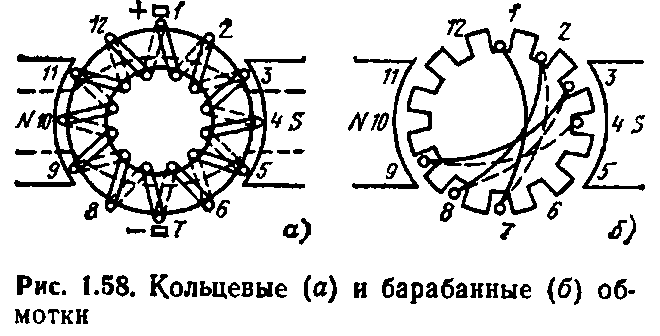 + 1
12 2
11 3
N 10 4 S
9 5
8 6
− 7 а)
12 1 2
11 3
N 10 4 S
9 5
8 7 6 б)
Рис. 1.58. Кольцевые (а) и барабанные (б) об-
мотки